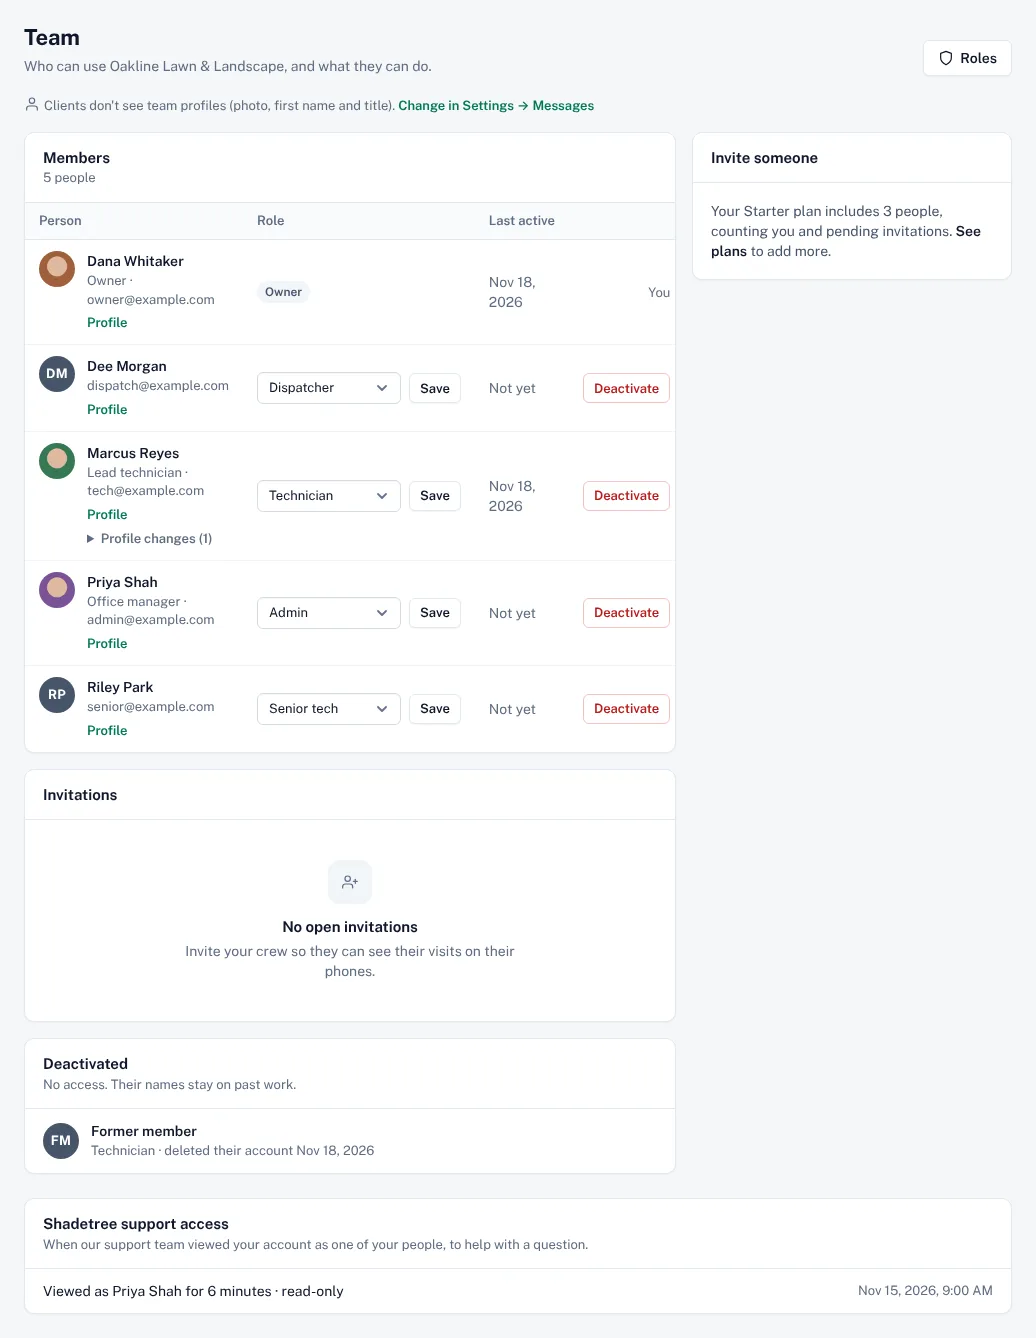 Team
Who can use Oakline Lawn & Landscape, and what they can do.
Roles
Clients don't see team profiles (photo, first name and title). Change in Settings → Messages
Members
5 people
Person
Role
Last active
Dana Whitaker
Owner ·
owner@example.com
Profile
Owner
Nov 18,
2026
You
DM
Dee Morgan
dispatch@example.com
Profile
Dispatcher
Save
Not yet
Deactivate
Marcus Reyes
Lead technician ·
tech@example.com
Profile
Profile changes (1)
Technician
Save
Nov 18,
2026
Deactivate
Priya Shah
Office manager ·
admin@example.com
Profile
Admin
Save
Not yet
Deactivate
RP
Riley Park
senior@example.com
Profile
Senior tech
Save
Not yet
Deactivate
Invite someone
Your Starter plan includes 3 people,
counting you and pending invitations. See
plans to add more.
Invitations
No open invitations
Invite your crew so they can see their visits on their
phones.
Deactivated
No access. Their names stay on past work.
FM
Former member
Technician · deleted their account Nov 18, 2026
Shadetree support access
When our support team viewed your account as one of your people, to help with a question.
Viewed as Priya Shah for 6 minutes · read-only
Nov 15, 2026, 9:00 AM